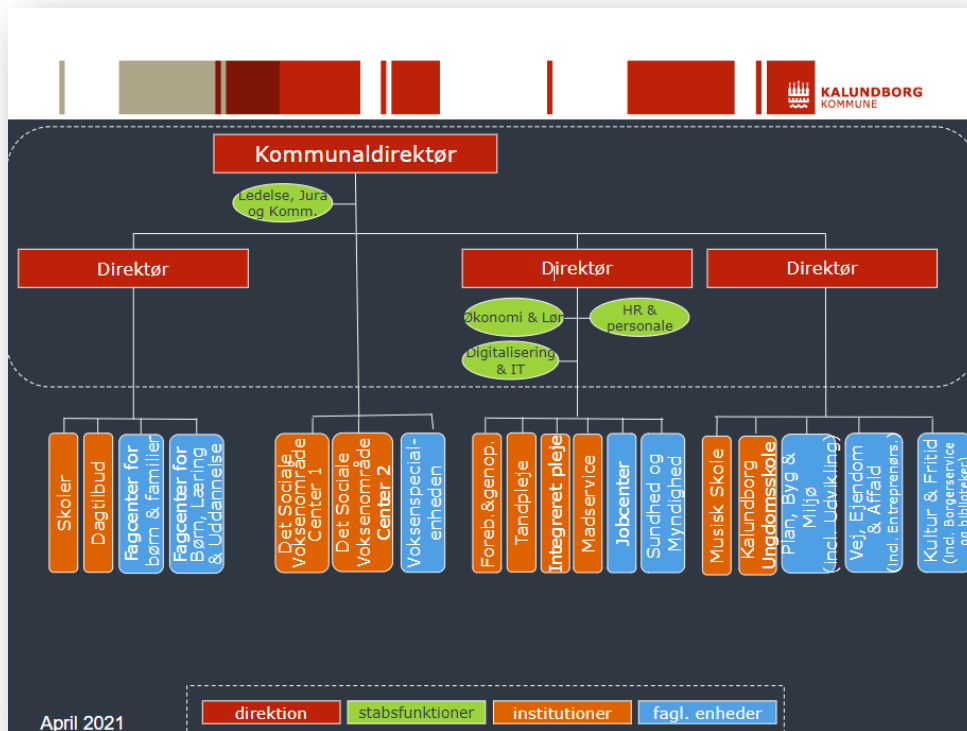 KALUNDBORG
KOMMUNE
Kommunaldirektør
Ledelse, Jura
og Komm.
Direktør
Direktør
Direktør
Økonomi & Løn
HR &
personale
Digitalisering
& IT
Skoler
Dagtilbud
Fagcenter for
børn & familier
Fagcenter for
Børn, Læring
& Uddannelse
Det Sociale
Voksenområde
Center 1
Det Sociale
Voksenområde
Center 2
Voksenspecial-
enheden
Foreb.&genop.
Tandpleje
Integreret pleje
Madservice
Jobcenter
Sundhed og
Myndighed
Musisk Skole
Kalundborg
Ungdomsskole
Plan, Byg &
Miljø
(incl. Udvikling)
Vej, Ejendom
& Affald
(Incl. Entreprenørs.)
Kultur & Fritid
(Incl. Borgerservice
og biblioteker)
April 2021
direktion
stabsfunktioner
institutioner
fagl. enheder